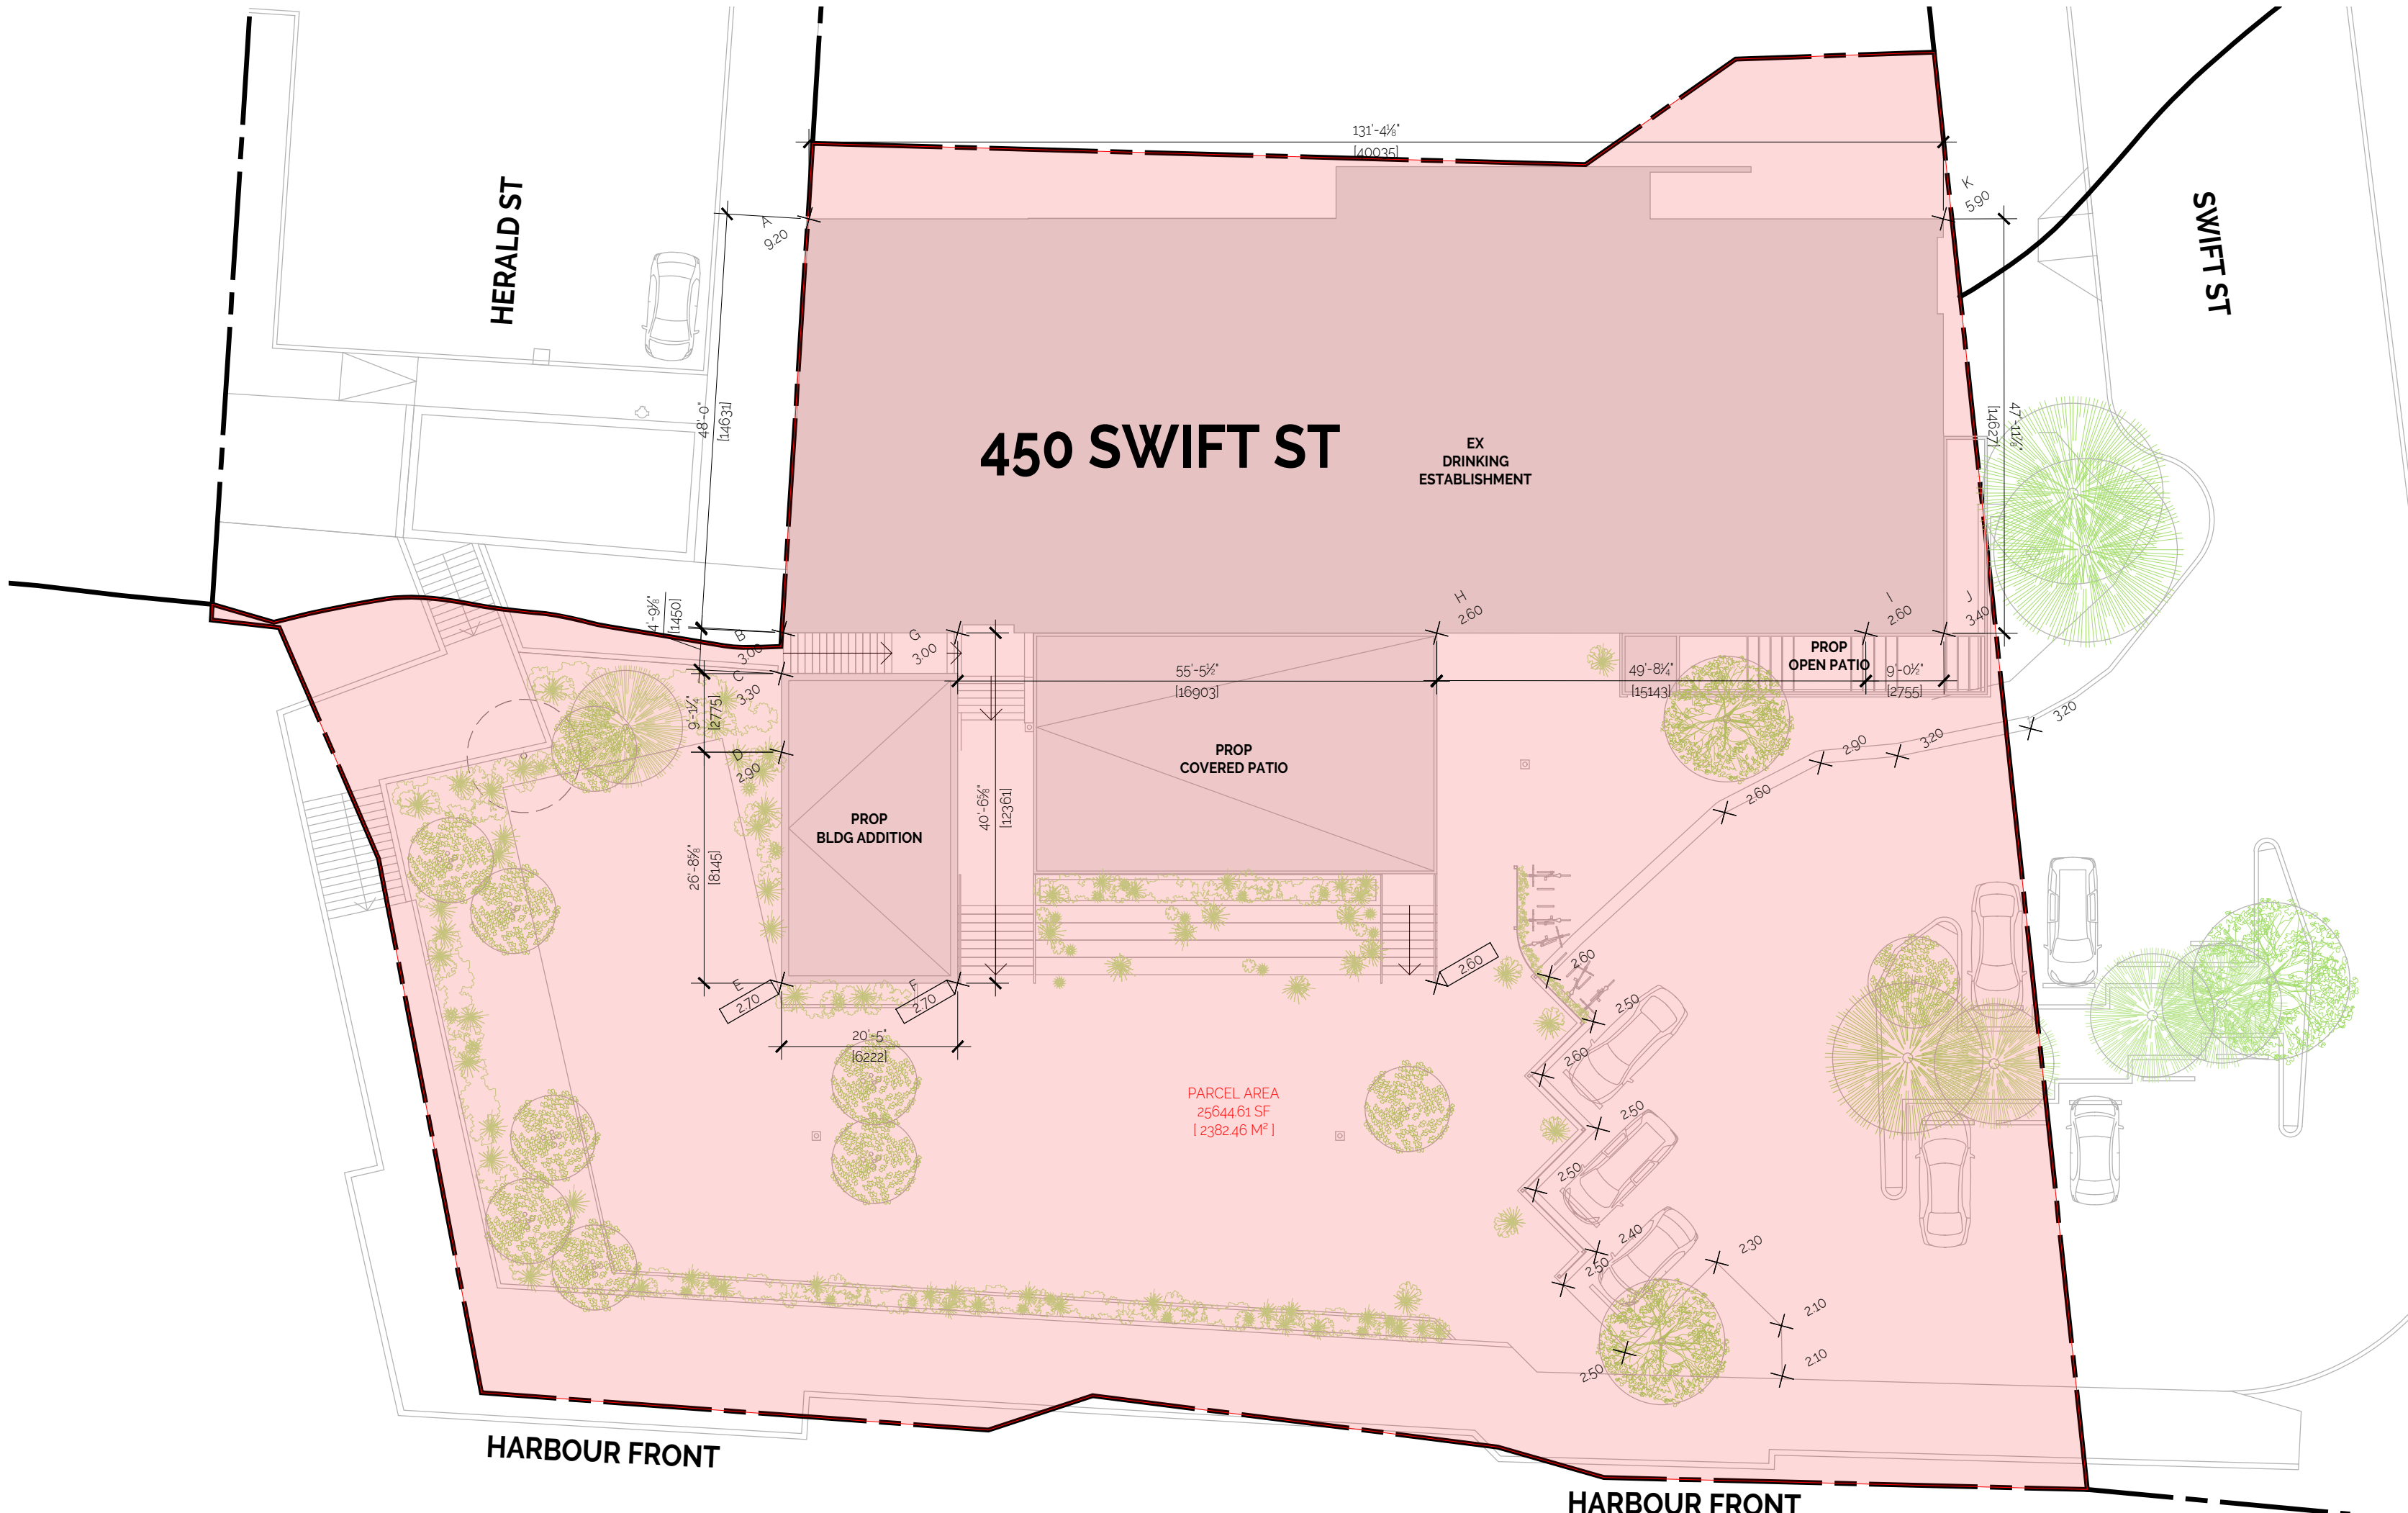 131'-4⅛"
[40035]
HERALD ST
SWIFT ST
A
9.20
K
5.90
48'-0"
[14631]
47'-11⅞"
[14627]
450 SWIFT ST
EX
DRINKING
ESTABLISHMENT
4'-9⅛"
[1450]
B
3.00
G
3.00
H
2.60
I
2.60
J
3.40
C
3.30
9'-1¼"
[2775]
55'-5½"
[16903]
49'-8¼"
[15143]
PROP
OPEN PATIO
9'-0½"
[2755]
D
2.90
3.20
3.20
2.90
2.60
PROP
COVERED PATIO
40'-6⅝"
[12361]
PROP
BLDG ADDITION
26'-8⅝"
[8145]
E
2.70
F
2.70
2.60
2.60
20'-5"
[6222]
2.50
2.60
PARCEL AREA
25644.61 SF
[ 2382.46 M² ]
2.50
2.50
2.40
2.50
2.30
2.10
2.10
2.50
HARBOUR FRONT
HARBOUR FRONT